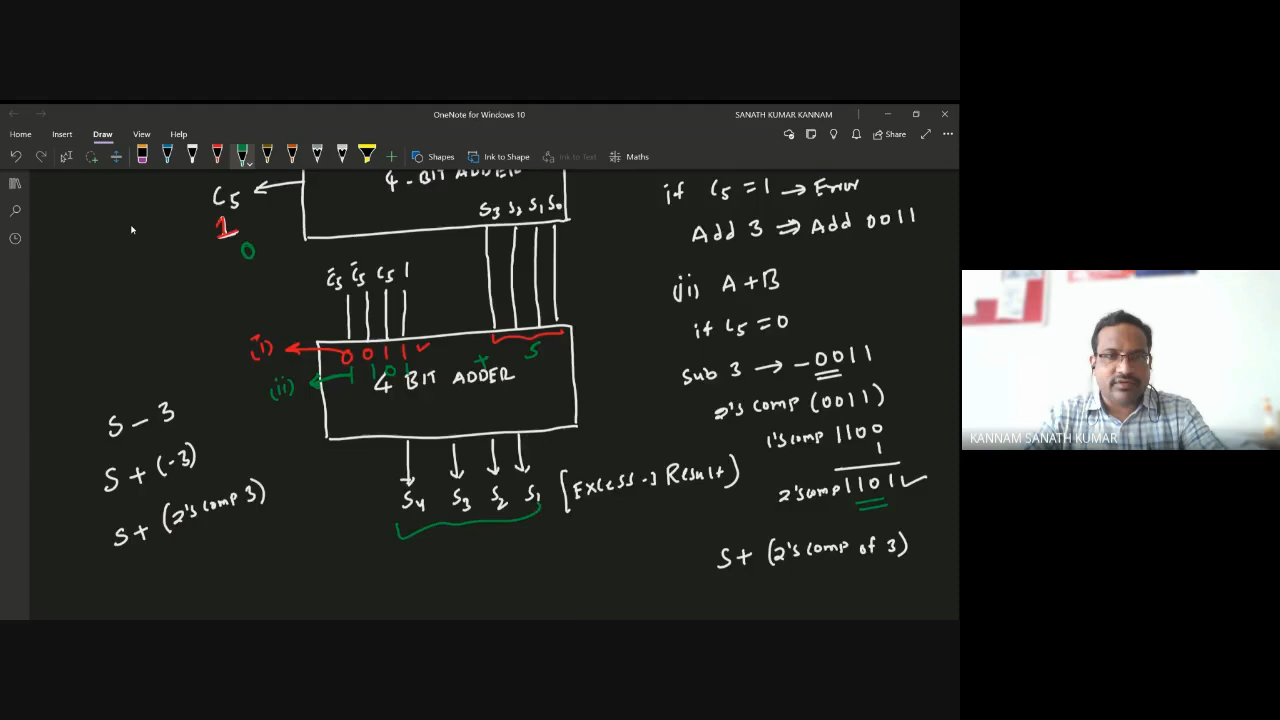 OneNote for Windows 10
SANATH KUMAR KANNAM
Home Insert Draw View Help
Share
Shapes Ink to Shape Ink to Text Maths
4-BIT ADDER
C5
S3 S2 S1 S0
1
0
C̅5 C̅5 C5 1
(i) 0 0 1 1 ✓
+ S
(ii) 1 1 0 1
4 BIT ADDER
S4 S3 S2 S1 [Excess-3 Result]
S - 3
S + (-3)
S + (2's comp 3)
if C5 = 1 → Error
Add 3 ⇒ Add 0011
(ii) A + B
if C5 = 0
Sub 3 → - 0011
2's comp (0011)
1's comp 1100
1
2's comp 1101 ✓
S + (2's comp of 3)
KANNAM SANATH KUMAR